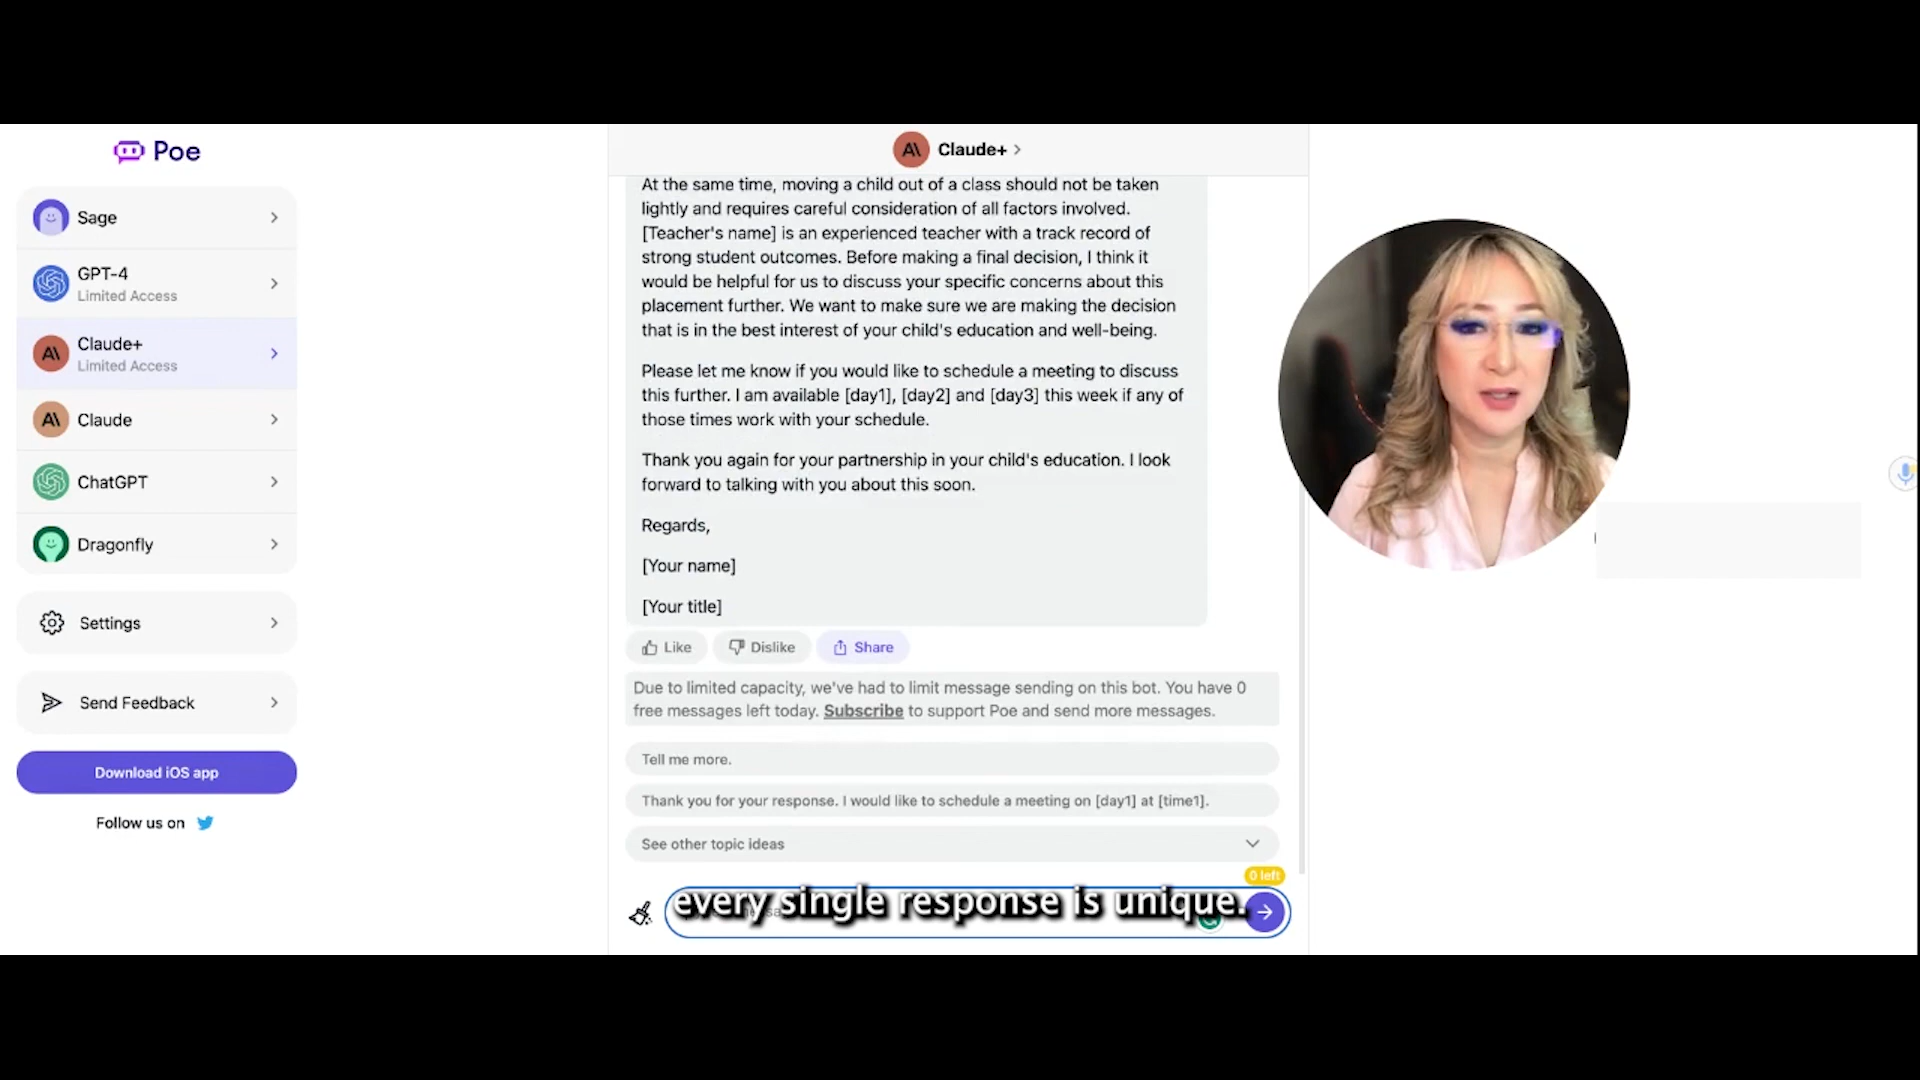 Poe
Sage
GPT-4
Limited Access
Claude+
Limited Access
Claude
ChatGPT
Dragonfly
Settings
Send Feedback
Download iOS app
Follow us on
Claude+
At the same time, moving a child out of a class should not be taken
lightly and requires careful consideration of all factors involved.
[Teacher's name] is an experienced teacher with a track record of
strong student outcomes. Before making a final decision, I think it
would be helpful for us to discuss your specific concerns about this
placement further. We want to make sure we are making the decision
that is in the best interest of your child's education and well-being.
Please let me know if you would like to schedule a meeting to discuss
this further. I am available [day1], [day2] and [day3] this week if any of
those times work with your schedule.
Thank you again for your partnership in your child's education. I look
forward to talking with you about this soon.
Regards,
[Your name]
[Your title]
Like Dislike Share
Due to limited capacity, we've had to limit message sending on this bot. You have 0
free messages left today. Subscribe to support Poe and send more messages.
Tell me more.
Thank you for your response. I would like to schedule a meeting on [day1] at [time1].
See other topic ideas
0 left
every single response is unique.